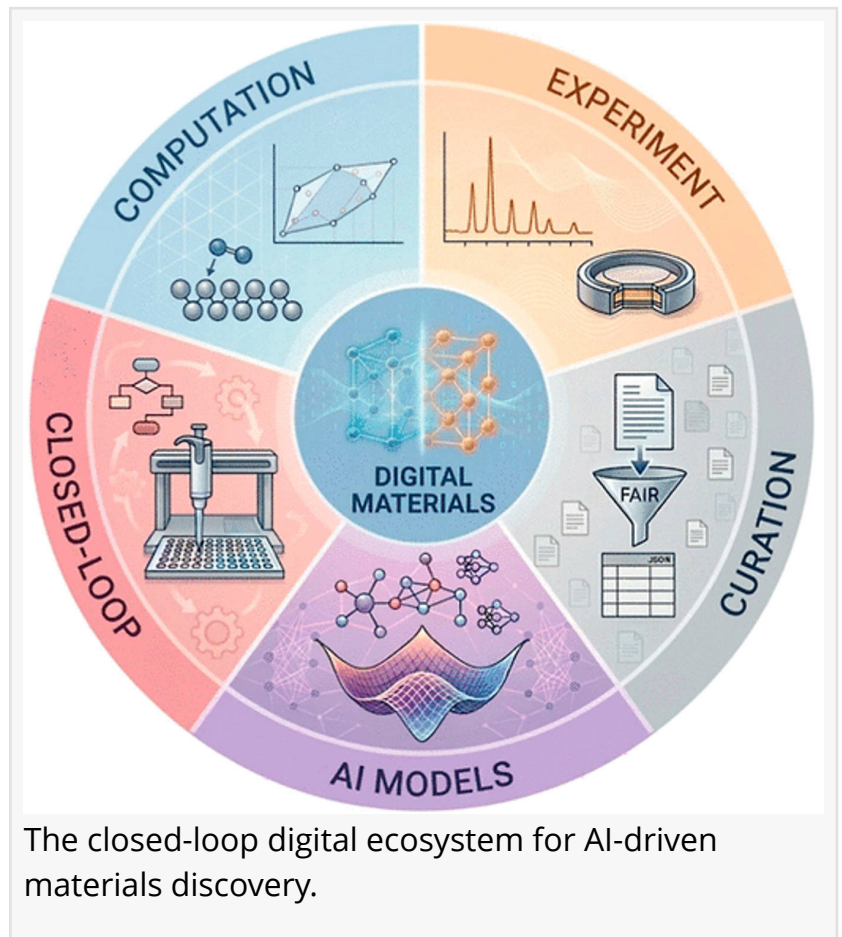 COMPUTATION
EXPERIMENT
CLOSED-LOOP
DIGITAL
MATERIALS
FAIR
JSON
CURATION
AI MODELS
The closed-loop digital ecosystem for AI-driven
materials discovery.